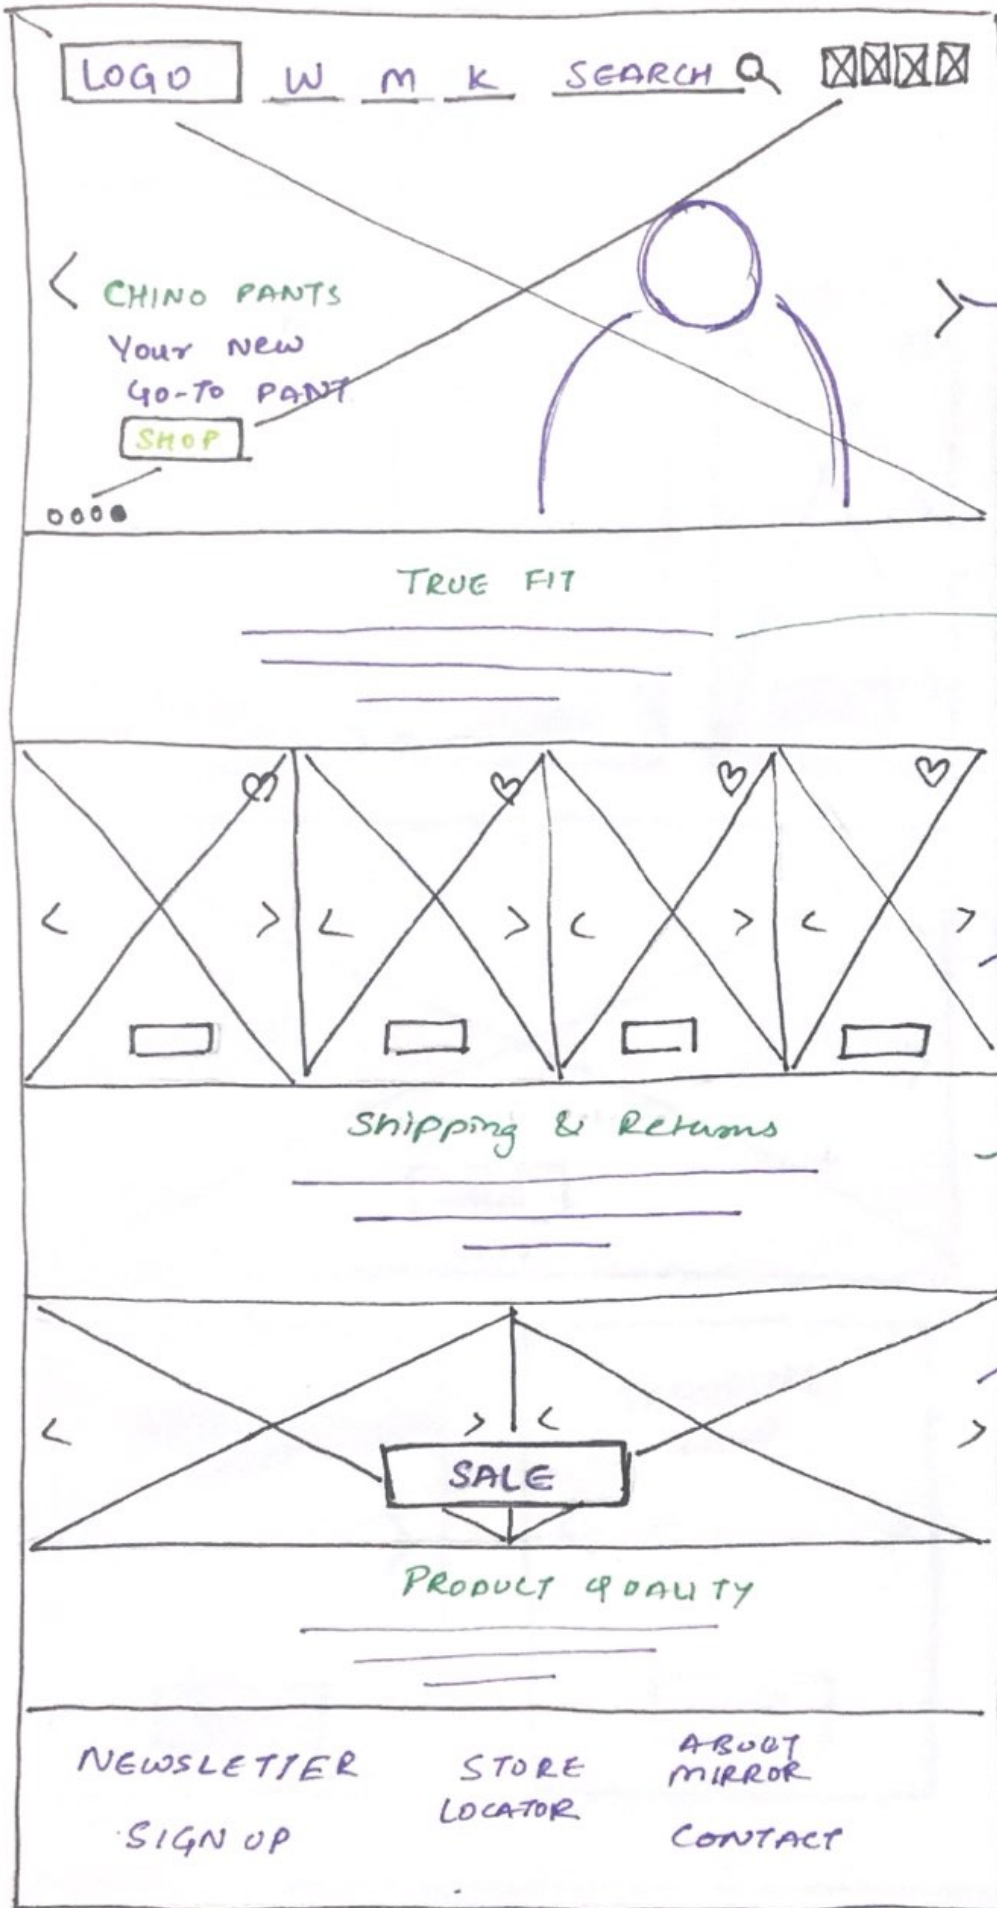 LOGO W M K SEARCH
CHINO PANTS
Your New
GO-TO PANT
SHOP
TRUE FIT
Shipping & Returns
SALE
PRODUCT QUALITY
NEWSLETTER
SIGN UP
STORE
LOCATOR
ABOUT
MIRROR
CONTACT